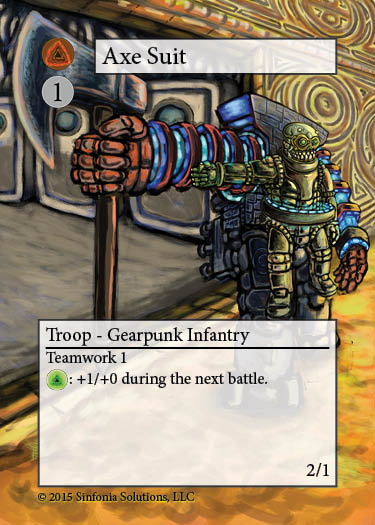 Axe Suit
1
Troop - Gearpunk Infantry
Teamwork 1
: +1/+0 during the next battle.
2/1
© 2015 Sinfonia Solutions, LLC